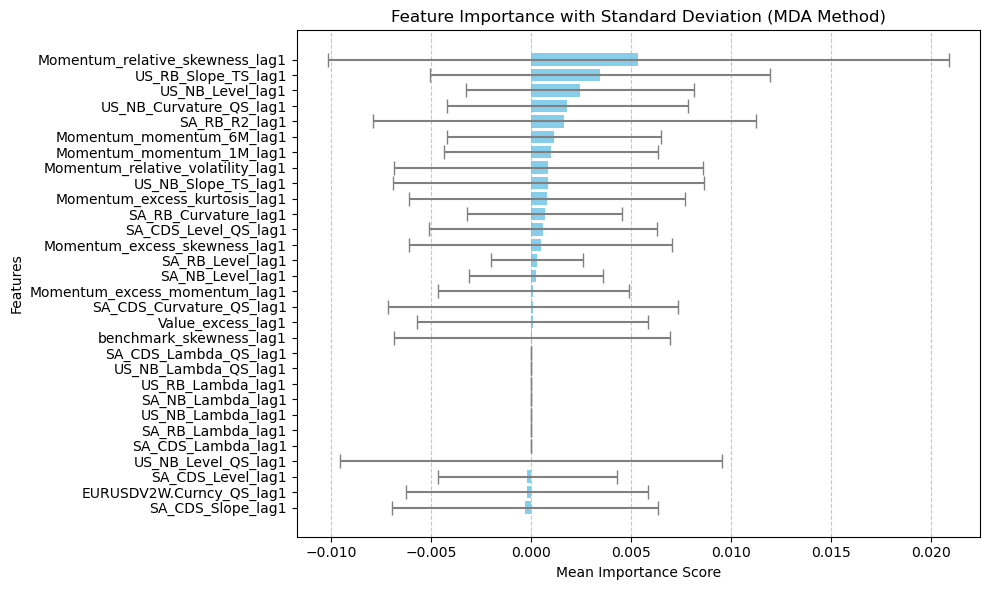 Feature Importance with Standard Deviation (MDA Method)
Momentum_relative_skewness_lag1
US_RB_Slope_TS_lag1
US_NB_Level_lag1
US_NB_Curvature_QS_lag1
SA_RB_R2_lag1
Momentum_momentum_6M_lag1
Momentum_momentum_1M_lag1
Momentum_relative_volatility_lag1
US_NB_Slope_TS_lag1
Momentum_excess_kurtosis_lag1
SA_RB_Curvature_lag1
SA_CDS_Level_QS_lag1
Momentum_excess_skewness_lag1
SA_RB_Level_lag1
SA_NB_Level_lag1
Momentum_excess_momentum_lag1
SA_CDS_Curvature_QS_lag1
Value_excess_lag1
benchmark_skewness_lag1
SA_CDS_Lambda_QS_lag1
US_NB_Lambda_QS_lag1
US_RB_Lambda_lag1
SA_NB_Lambda_lag1
US_NB_Lambda_lag1
SA_RB_Lambda_lag1
SA_CDS_Lambda_lag1
US_NB_Level_QS_lag1
SA_CDS_Level_lag1
EURUSDV2W.Curncy_QS_lag1
SA_CDS_Slope_lag1
Features
−0.010 −0.005 0.000 0.005 0.010 0.015 0.020
Mean Importance Score